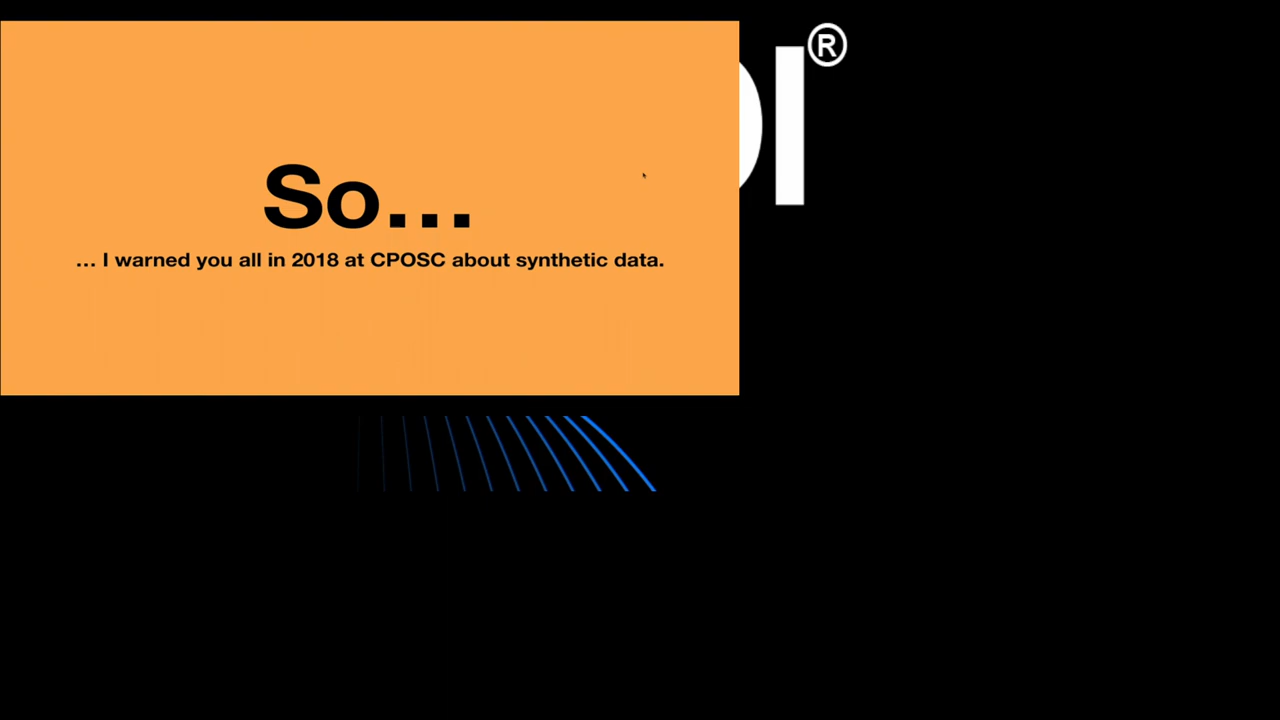 So...
... I warned you all in 2018 at CPOSC about synthetic data.
l®